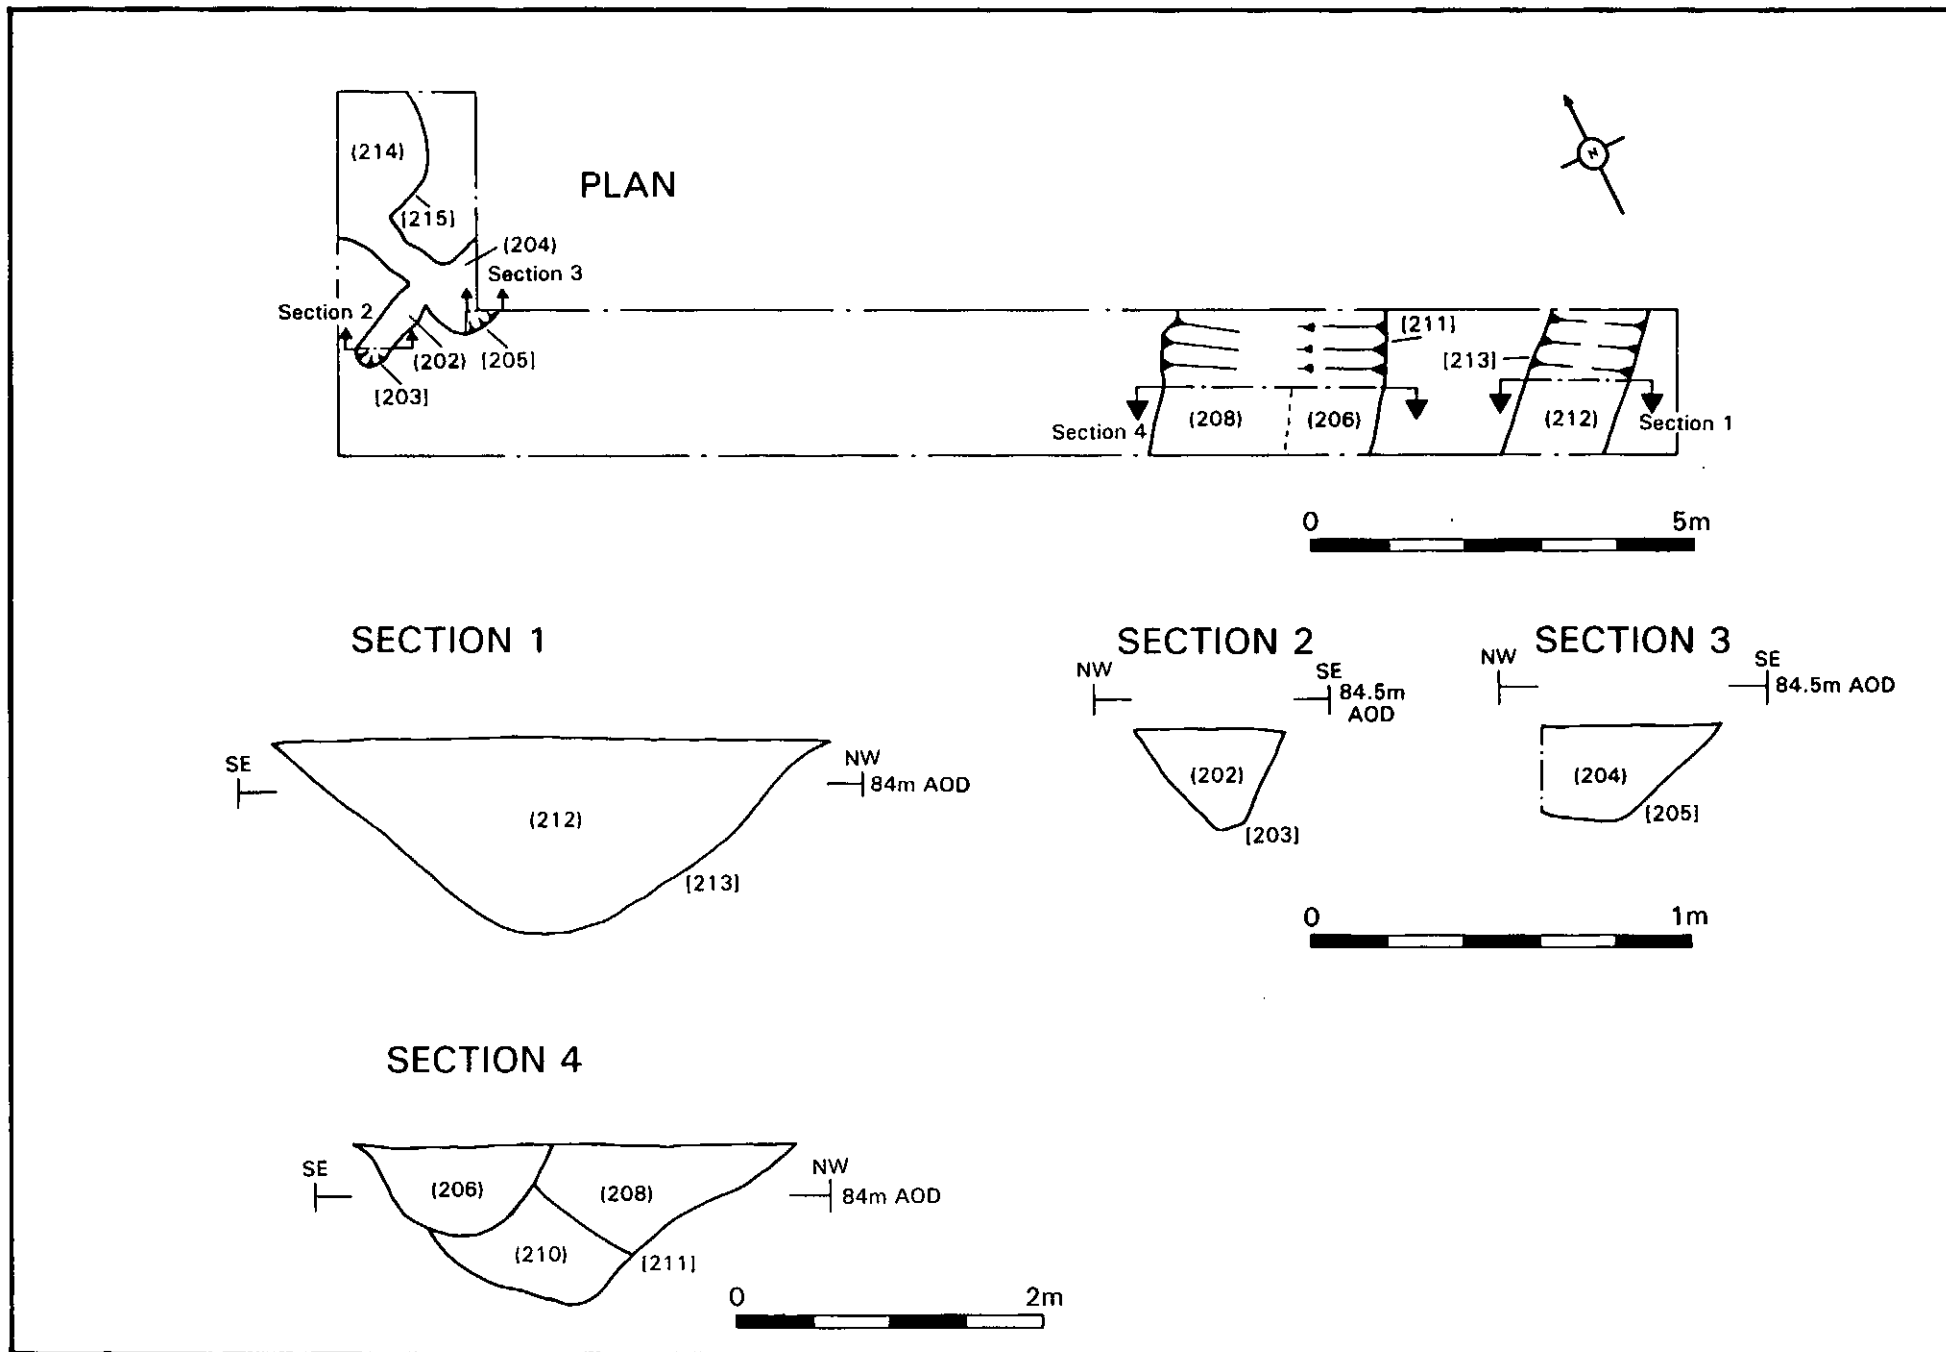 PLAN
N
(214)
[215]
(204)
Section 3
Section 2
(202)
[205]
[203]
[211]
[213]
(208)
(206)
(212)
Section 4
Section 1
0 5m
SECTION 1
SE
NW
84m AOD
(212)
[213]
SECTION 2
NW
SE
84.5m
AOD
(202)
[203]
SECTION 3
NW
SE
84.5m AOD
(204)
[205]
0 1m
SECTION 4
SE
NW
84m AOD
(206)
(208)
(210)
[211]
0 2m